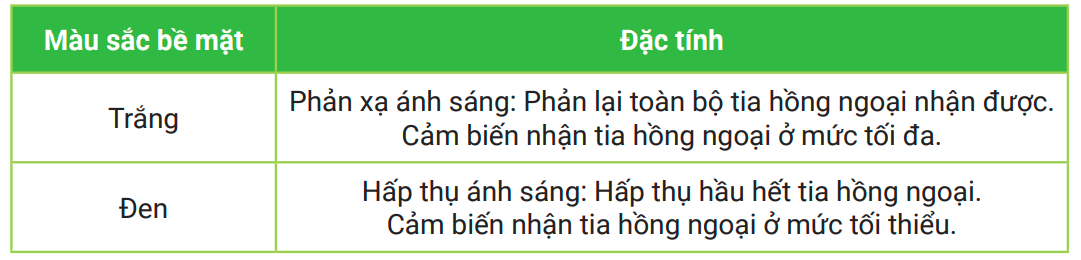 Màu sắc bề mặt
Đặc tính
Trắng
Phản xạ ánh sáng: Phản lại toàn bộ tia hồng ngoại nhận được.
Cảm biến nhận tia hồng ngoại ở mức tối đa.
Đen
Hấp thụ ánh sáng: Hấp thụ hầu hết tia hồng ngoại.
Cảm biến nhận tia hồng ngoại ở mức tối thiểu.